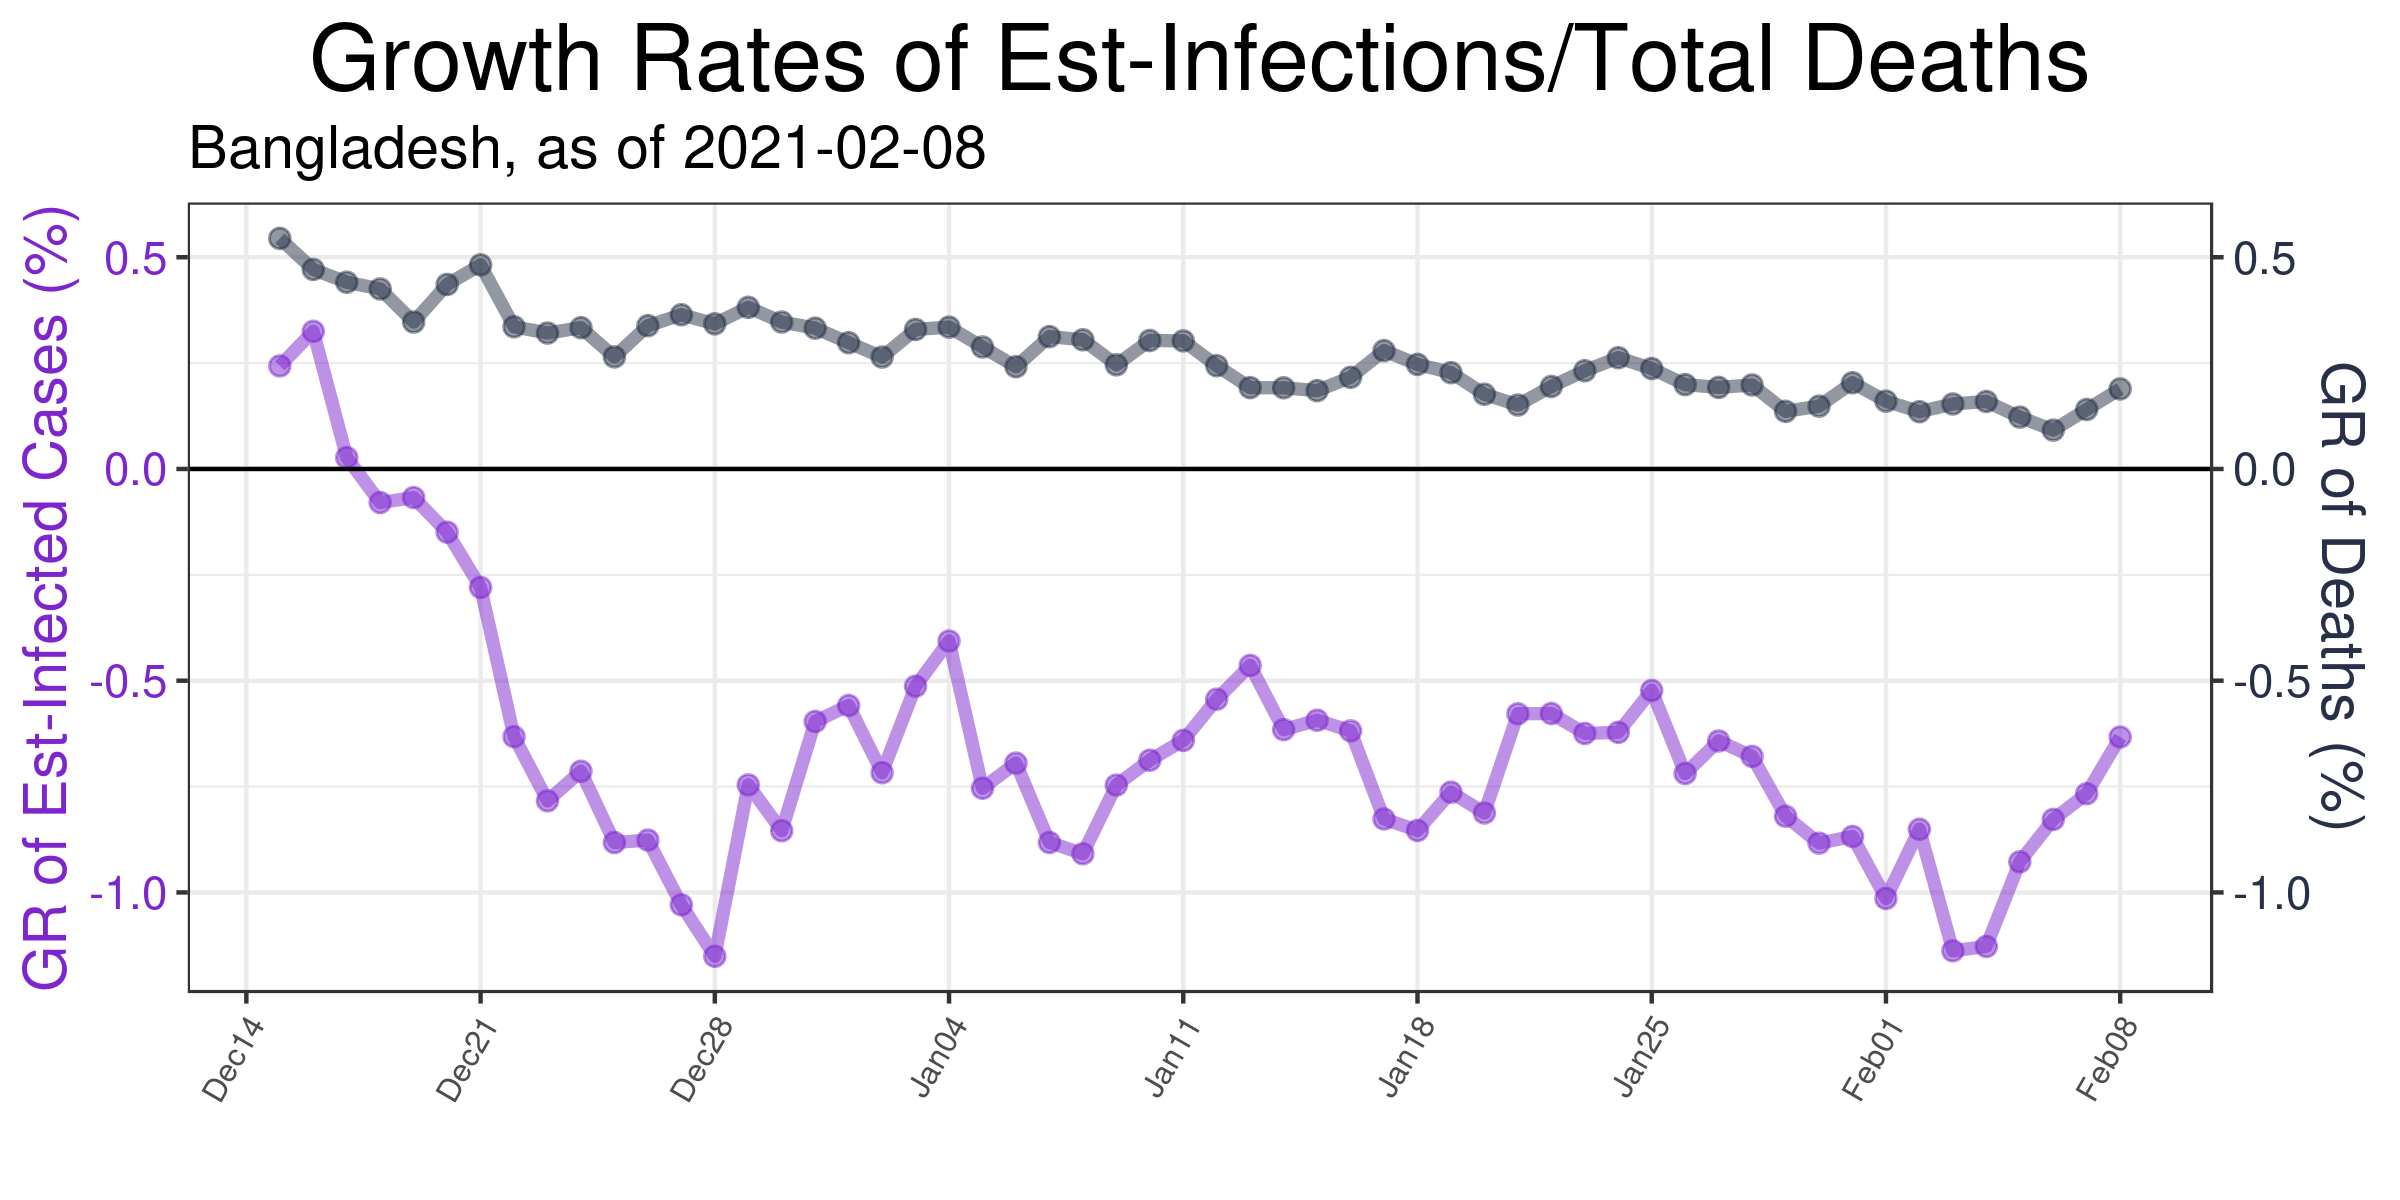 Growth Rates of Est-Infections/Total Deaths
Bangladesh, as of 2021-02-08
GR of Est-Infected Cases (%)
0.5
0.0
-0.5
-1.0
0.5
0.0
-0.5
-1.0
GR of Deaths (%)
Dec14
Dec21
Dec28
Jan04
Jan11
Jan18
Jan25
Feb01
Feb08